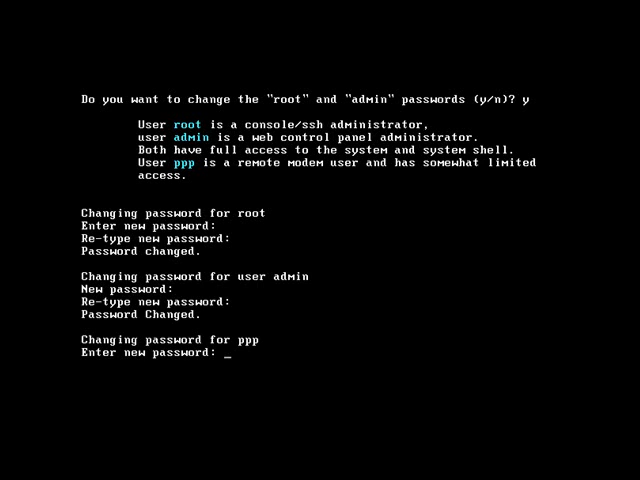 Do you want to change the "root" and "admin" passwords (y/n)? y
User root is a console/ssh administrator,
user admin is a web control panel administrator.
Both have full access to the system and system shell.
User ppp is a remote modem user and has somewhat limited
access.
Changing password for root
Enter new password:
Re-type new password:
Password changed.
Changing password for user admin
New password:
Re-type new password:
Password Changed.
Changing password for ppp
Enter new password: _